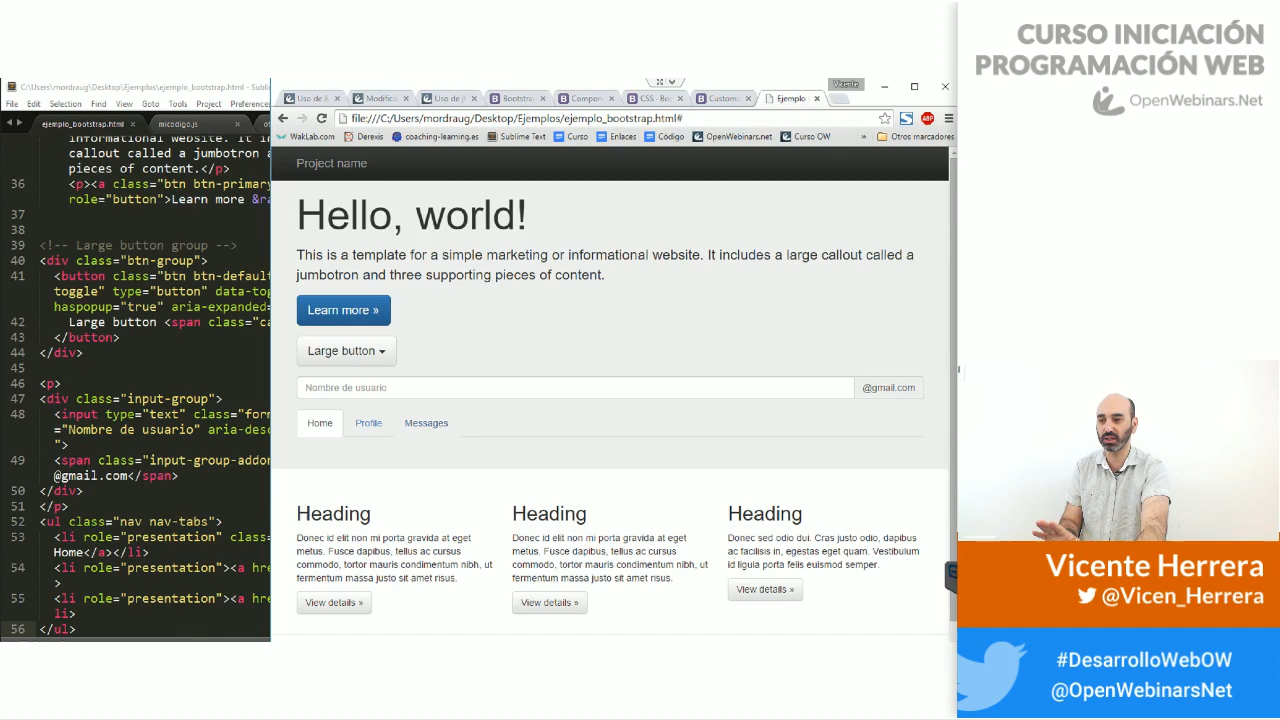 CURSO INICIACIÓN
PROGRAMACIÓN WEB
OpenWebinars.Net
C:\Users\mordraug\Desktop\Ejemplos\ejemplo_bootstrap.html - Subli
File Edit Selection Find View Goto Tools Project Preferences
ejemplo_bootstrap.html × micodigo.js ×
informational website. It in
callout called a jumbotron a
pieces of content.</p>
36 <p><a class="btn btn-primary
role="button">Learn more &ra
37
38
39 <!-- Large button group -->
40 <div class="btn-group">
41 <button class="btn btn-default
toggle" type="button" data-tog
haspopup="true" aria-expanded=
42 Large button <span class="ca
43 </button>
44 </div>
45
46 <p>
47 <div class="input-group">
48 <input type="text" class="form
="Nombre de usuario" aria-desc
">
49 <span class="input-group-addon
@gmail.com</span>
50 </div>
51 </p>
52 <ul class="nav nav-tabs">
53 <li role="presentation" class=
Home</a></li>
54 <li role="presentation"><a hre
>
55 <li role="presentation"><a hre
li>
56 </ul>
Vicente
Uso de B × Modifica × Uso de j × Bootstra × Compon × CSS - Bo × Customi × Ejemplo ×
file:///C:/Users/mordraug/Desktop/Ejemplos/ejemplo_bootstrap.html#
ABP
WakLab.com Derexis coaching-learning.es Sublime Text Curso Enlaces Código OpenWebinars.net Curso OW » Otros marcadores
Project name
Hello, world!
This is a template for a simple marketing or informational website. It includes a large callout called a
jumbotron and three supporting pieces of content.
Learn more »
Large button
Nombre de usuario @gmail.com
Home Profile Messages
Heading
Donec id elit non mi porta gravida at eget
metus. Fusce dapibus, tellus ac cursus
commodo, tortor mauris condimentum nibh, ut
fermentum massa justo sit amet risus.
View details »
Heading
Donec id elit non mi porta gravida at eget
metus. Fusce dapibus, tellus ac cursus
commodo, tortor mauris condimentum nibh, ut
fermentum massa justo sit amet risus.
View details »
Heading
Donec sed odio dui. Cras justo odio, dapibus
ac facilisis in, egestas eget quam. Vestibulum
id ligula porta felis euismod semper.
View details »
Vicente Herrera
@Vicen_Herrera
#DesarrolloWebOW
@OpenWebinarsNet